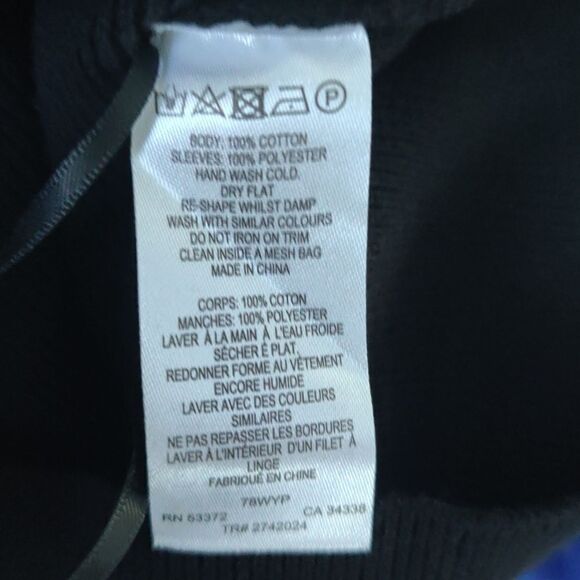 P
BODY: 100% COTTON
SLEEVES: 100% POLYESTER
HAND WASH COLD.
DRY FLAT
RE-SHAPE WHILST DAMP
WASH WITH SIMILAR COLOURS
DO NOT IRON ON TRIM
CLEAN INSIDE A MESH BAG
MADE IN CHINA
CORPS: 100% COTON
MANCHES: 100% POLYESTER
LAVER À LA MAIN À L'EAU FROIDE
SÉCHER É PLAT,
REDONNER FORME AU VÊTEMENT
ENCORE HUMIDE
LAVER AVEC DES COULEURS
SIMILAIRES
NE PAS REPASSER LES BORDURES
LAVER À L'INTÉRIEUR D'UN FILET À
LINGE
FABRIQUÉ EN CHINE
78WYP
RN 53372 CA 34338
TR# 2742024